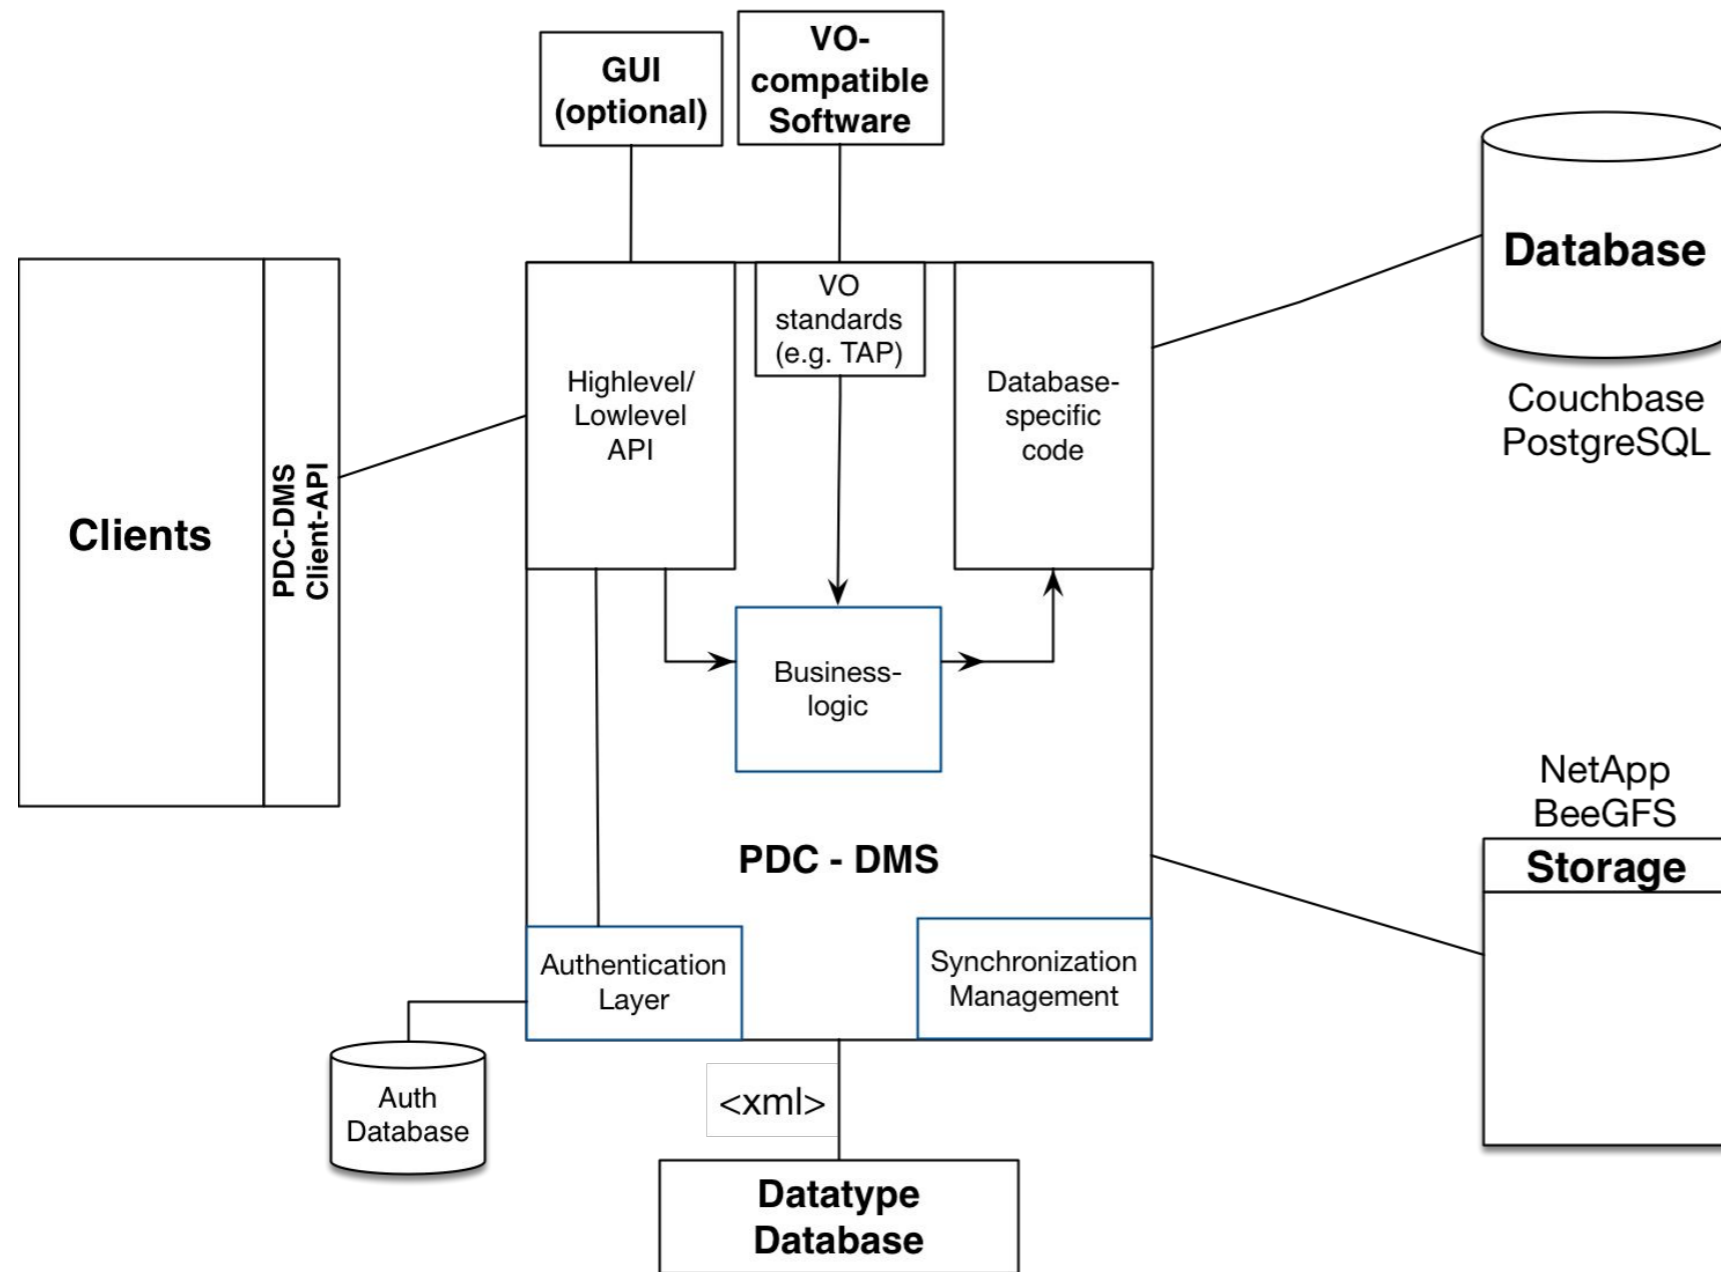 GUI
(optional)
VO-
compatible
Software
Database
Couchbase
PostgreSQL
Clients
PDC-DMS
Client-API
Highlevel/
Lowlevel
API
VO
standards
(e.g. TAP)
Database-
specific
code
Business-
logic
PDC - DMS
NetApp
BeeGFS
Storage
Authentication
Layer
Synchronization
Management
Auth
Database
<xml>
Datatype
Database